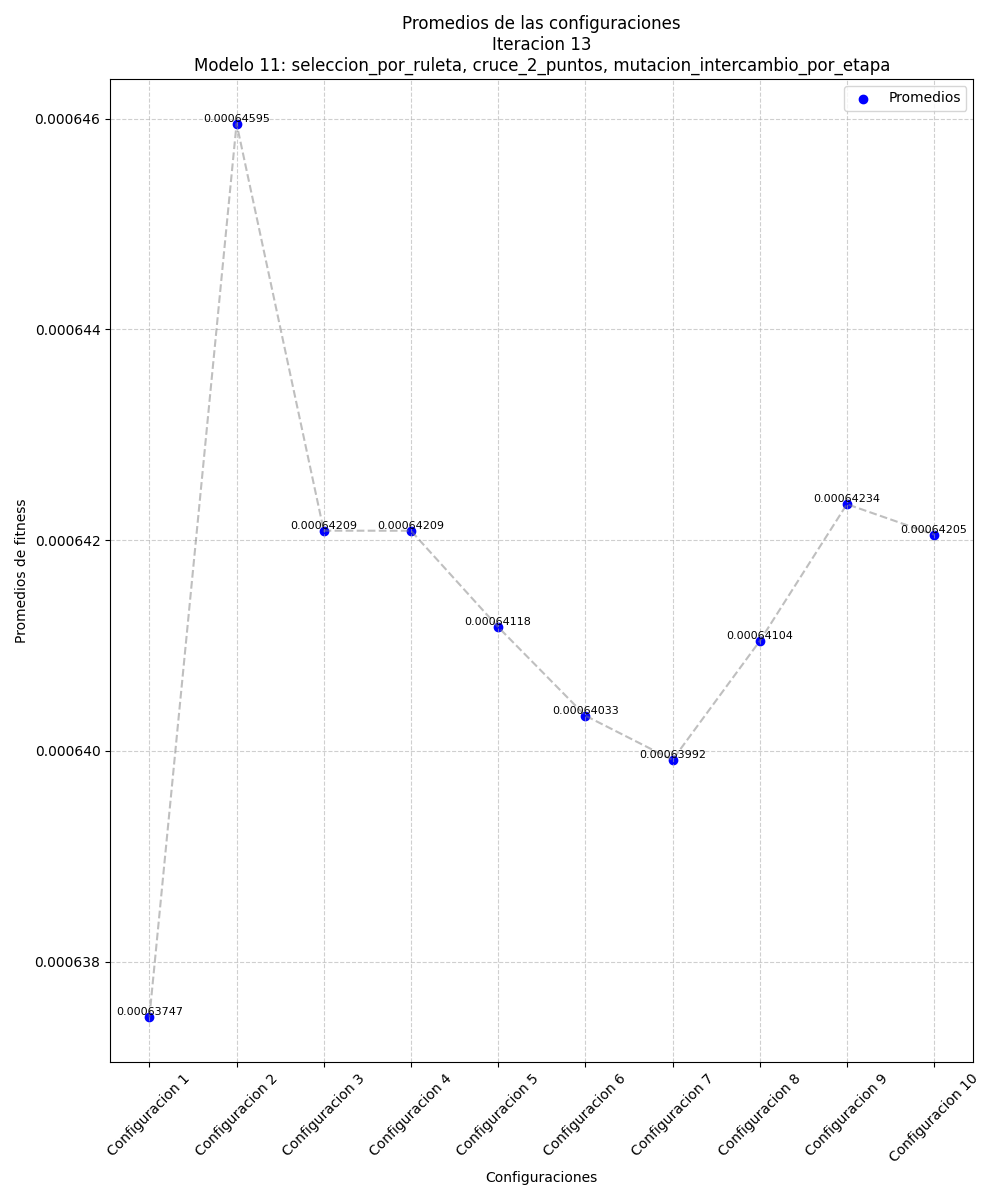 Promedios de las configuraciones
Iteracion 13
Modelo 11: seleccion_por_ruleta, cruce_2_puntos, mutacion_intercambio_por_etapa
Promedios
0.000646
0.000644
0.000642
0.000640
0.000638
Promedios de fitness
0.00063747
0.00064595
0.00064209
0.00064209
0.00064118
0.00064033
0.00063992
0.00064104
0.00064234
0.00064205
Configuracion 1
Configuracion 2
Configuracion 3
Configuracion 4
Configuracion 5
Configuracion 6
Configuracion 7
Configuracion 8
Configuracion 9
Configuracion 10
Configuraciones